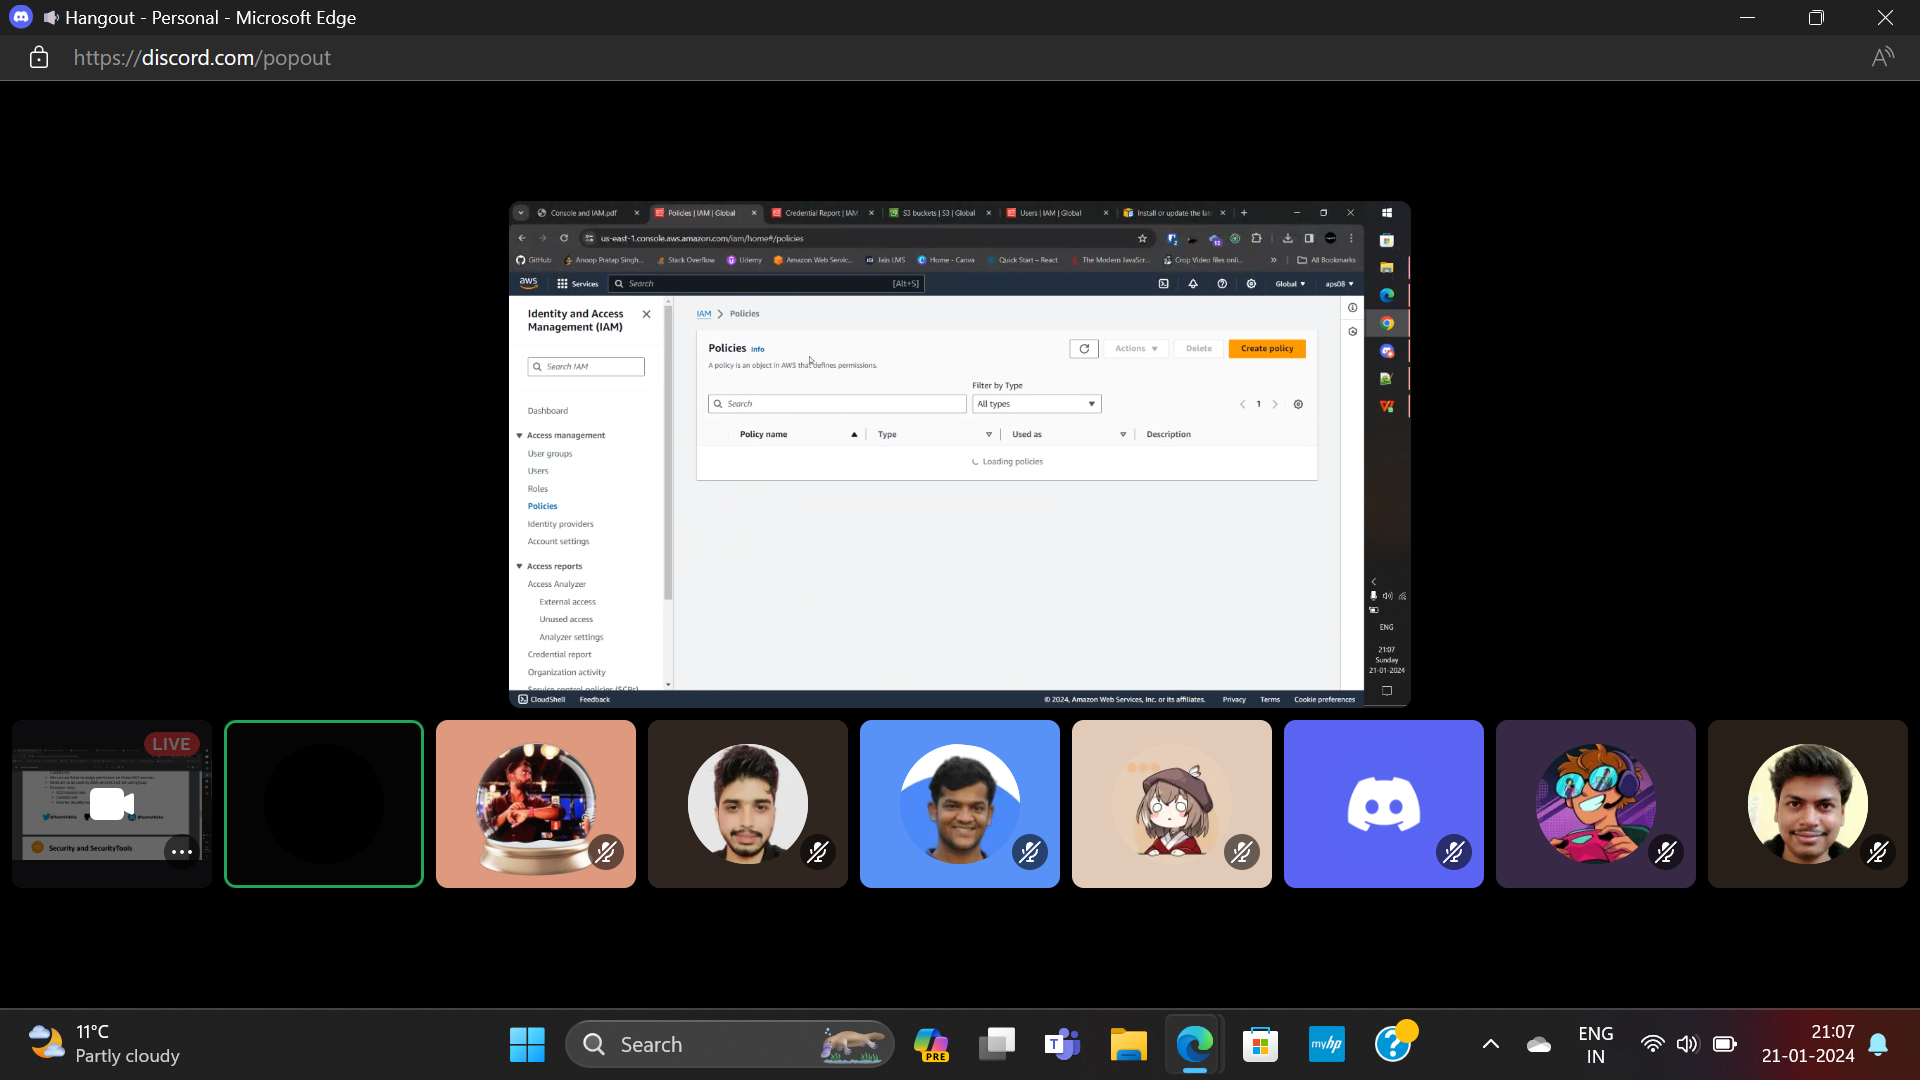 Hangout - Personal - Microsoft Edge
https://discord.com/popout
Console and IAM.pdf
Policies | IAM | Global
Credential Report | IAM
S3 buckets | S3 | Global
Users | IAM | Global
Install or update the lat
us-east-1.console.aws.amazon.com/iam/home#/policies
GitHub
Anoop Pratap Singh...
Stack Overflow
Udemy
Amazon Web Servic...
Jain LMS
Home - Canva
Quick Start – React
The Modern JavaScr...
Crop Video files onli...
All Bookmarks
aws
Services
Search
[Alt+S]
Global
aps08
Identity and Access
Management (IAM)
Search IAM
Dashboard
Access management
User groups
Users
Roles
Policies
Identity providers
Account settings
Access reports
Access Analyzer
External access
Unused access
Analyzer settings
Credential report
Organization activity
Service control policies (SCPs)
IAM
Policies
Policies Info
A policy is an object in AWS that defines permissions.
Actions
Delete
Create policy
Filter by Type
Search
All types
1
Policy name
Type
Used as
Description
Loading policies
CloudShell
Feedback
© 2024, Amazon Web Services, Inc. or its affiliates.
Privacy
Terms
Cookie preferences
ENG
21:07
Sunday
21-01-2024
LIVE
Security and SecurityTools
11°C
Partly cloudy
Search
PRE
myhp
ENG
IN
21:07
21-01-2024